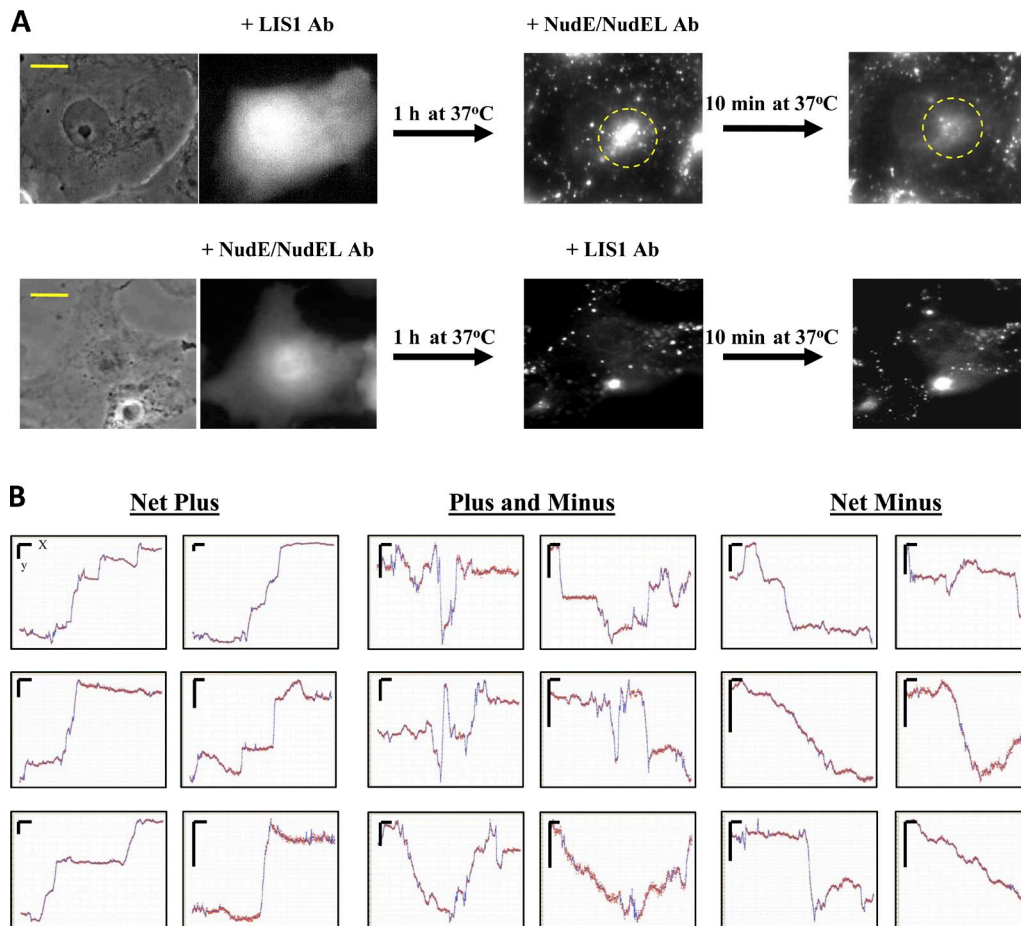 A
+ LIS1 Ab
+ NudE/NudEL Ab
1 h at 37°C
10 min at 37°C
+ NudE/NudEL Ab
+ LIS1 Ab
1 h at 37°C
10 min at 37°C
B
Net Plus
Plus and Minus
Net Minus
X
y